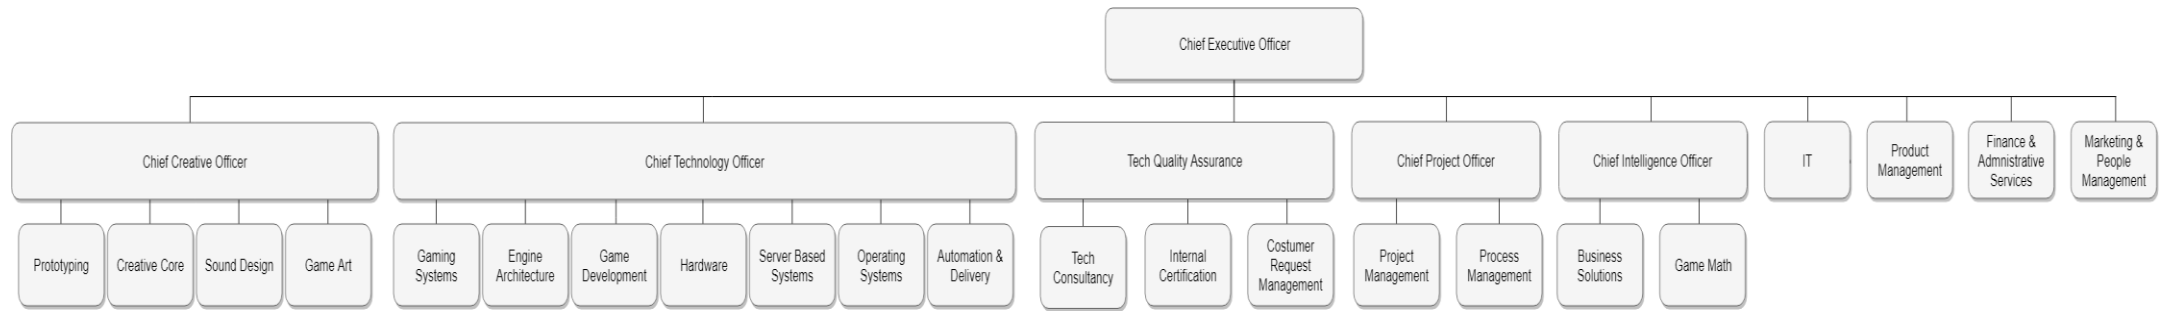 Chief Executive Officer
Chief Creative Officer
Chief Technology Officer
Tech Quality Assurance
Chief Project Officer
Chief Intelligence Officer
IT
Product
Management
Finance &
Admnistrative
Services
Marketing &
People
Management
Prototyping
Creative Core
Sound Design
Game Art
Gaming
Systems
Engine
Architecture
Game
Development
Hardware
Server Based
Systems
Operating
Systems
Automation &
Delivery
Tech
Consultancy
Internal
Certification
Costumer
Request
Management
Project
Management
Process
Management
Business
Solutions
Game Math